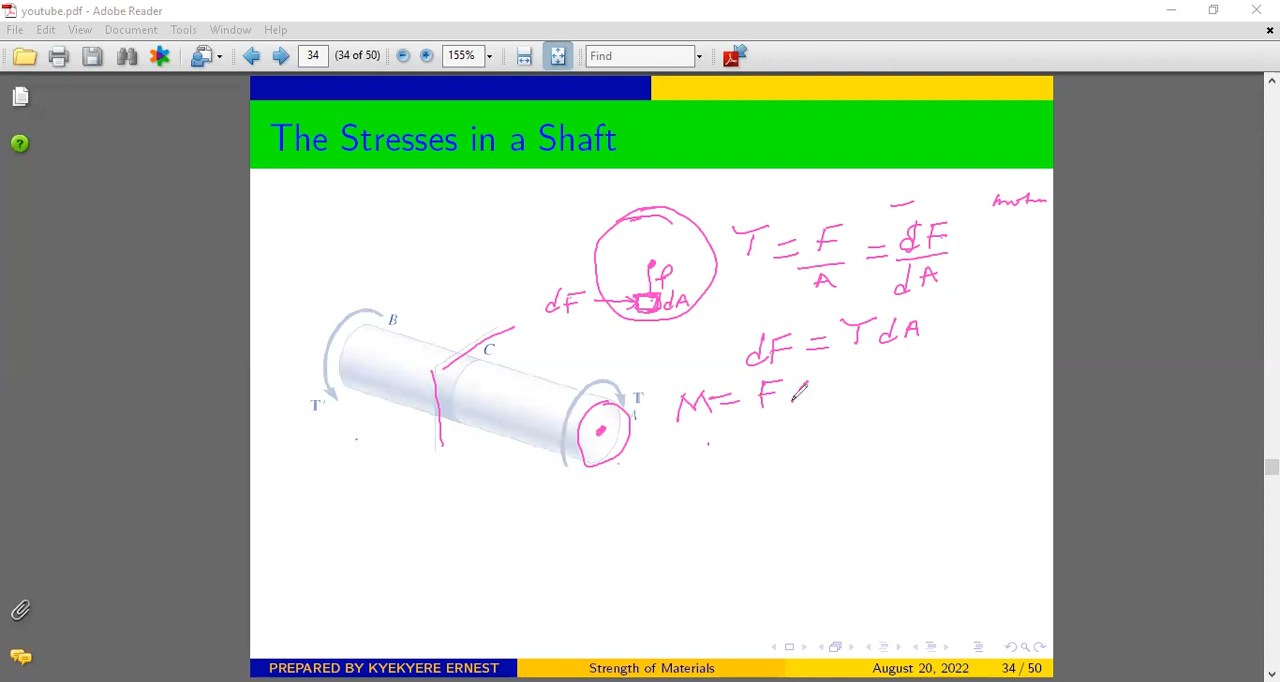 youtube.pdf - Adobe Reader
File Edit View Document Tools Window Help
34 (34 of 50) 155% Find
The Stresses in a Shaft
τ = F/A = dF/dA
ρ
dF dA
dF = τ dA
M = F
B
C
T'
T
A
PREPARED BY KYEKYERE ERNEST Strength of Materials August 20, 2022 34 / 50